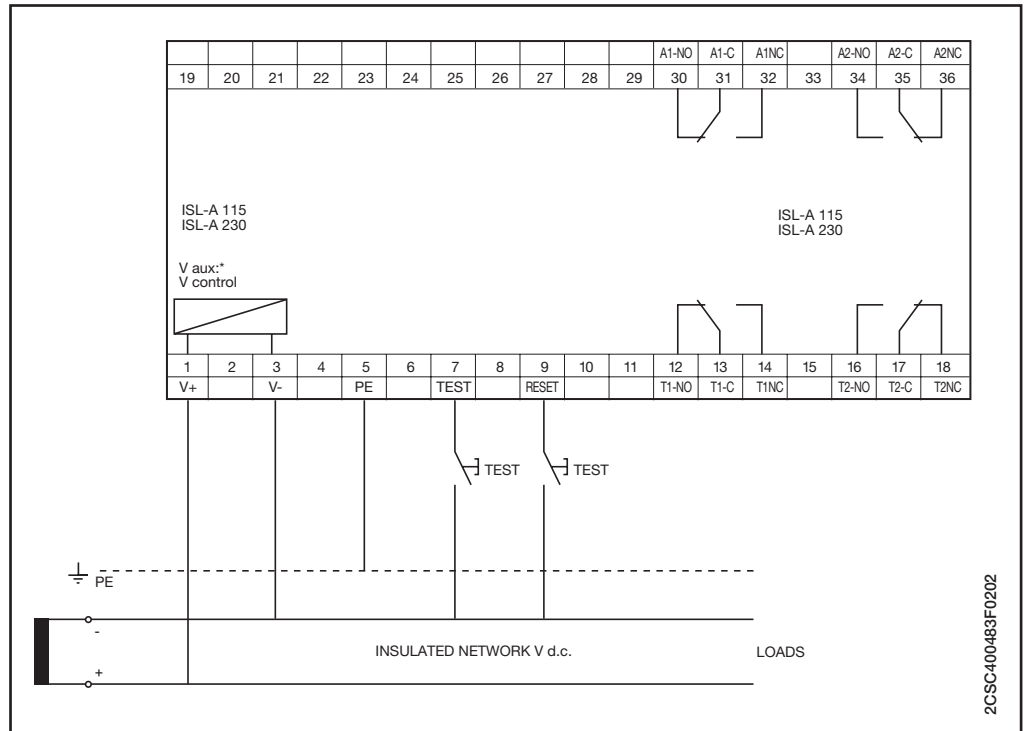 A1-NO A1-C A1NC A2-NO A2-C A2NC
19 20 21 22 23 24 25 26 27 28 29 30 31 32 33 34 35 36
ISL-A 115
ISL-A 230
ISL-A 115
ISL-A 230
V aux:*
V control
1 2 3 4 5 6 7 8 9 10 11 12 13 14 15 16 17 18
V+ V- PE TEST RESET T1-NO T1-C T1NC T2-NO T2-C T2NC
TEST TEST
PE
-
INSULATED NETWORK V d.c. LOADS
+
2CSC400483F0202